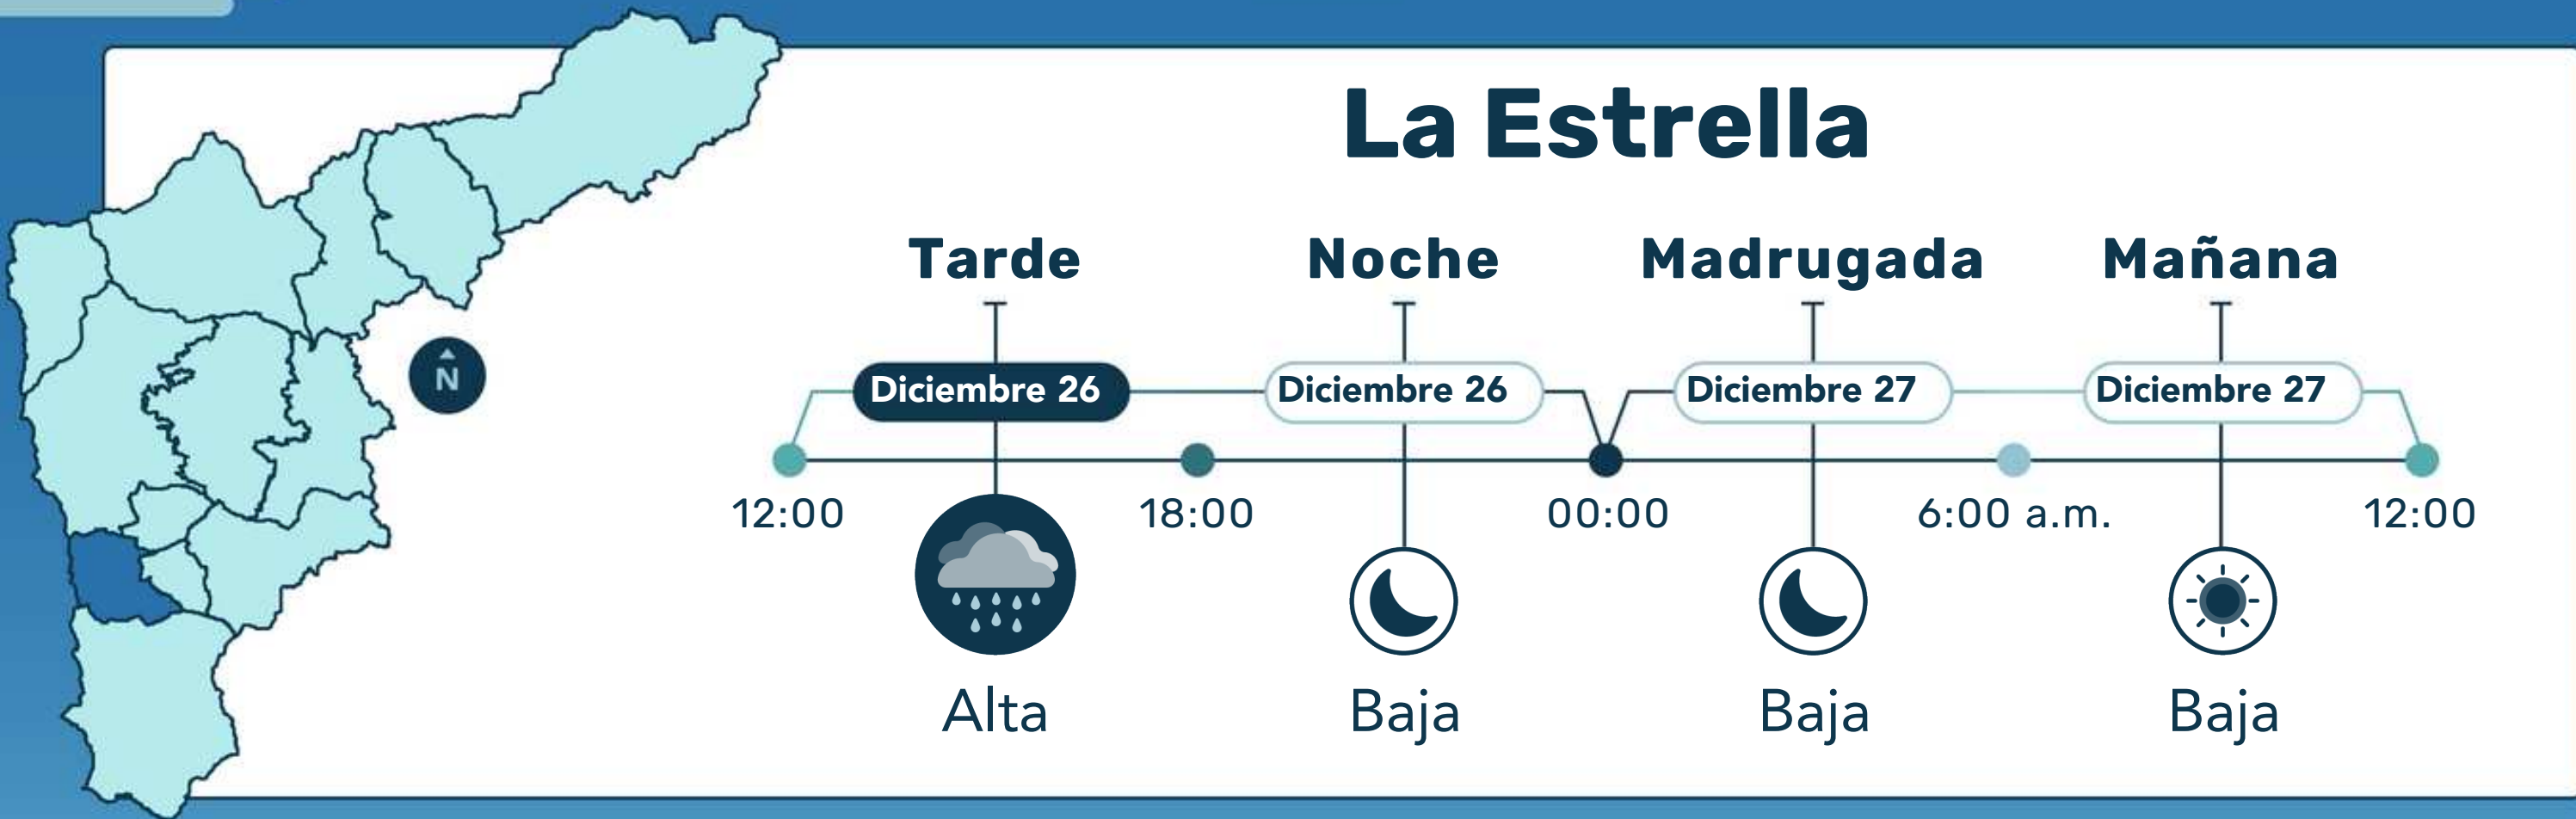 La Estrella
Tarde Noche Madrugada Mañana
Diciembre 26 Diciembre 26 Diciembre 27 Diciembre 27
N
12:00 18:00 00:00 6:00 a.m. 12:00
Alta Baja Baja Baja